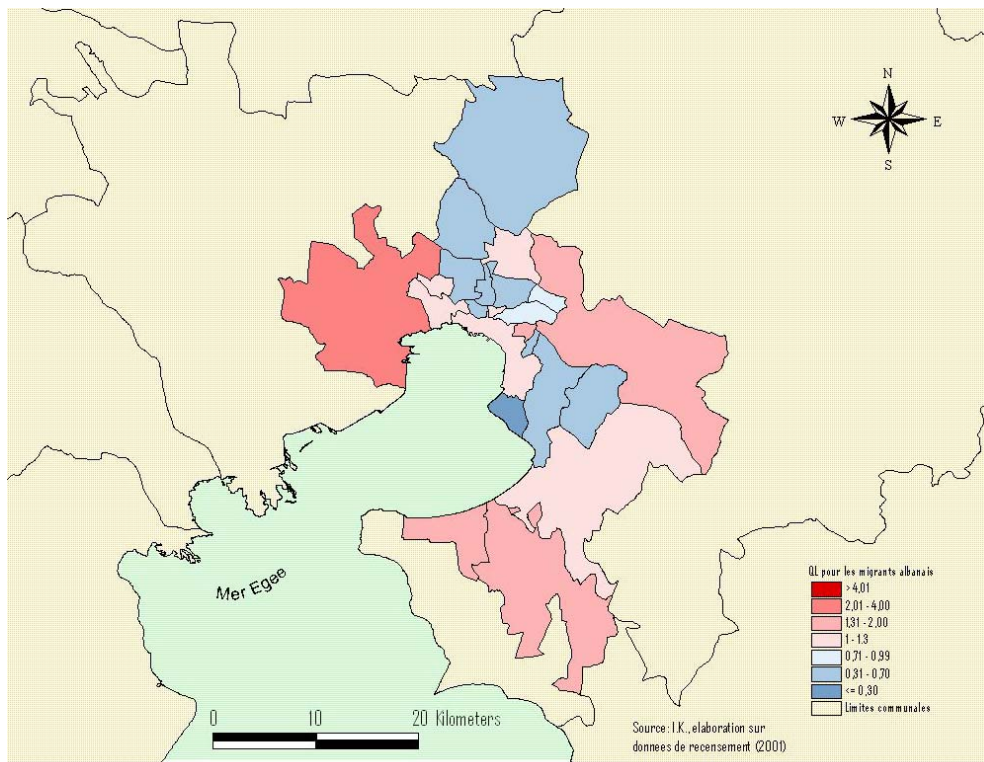 N
W E
S
Mer Egee
QL pour les migrants albanais
> 4,01
2,01 - 4,00
1,31 - 2,00
1 - 1.3
0,71 - 0,99
0,31 - 0,70
<= 0,30
Limites communales
0 10 20 Kilometers
Source: I.K., elaboration sur
donnees de recensement (2001)